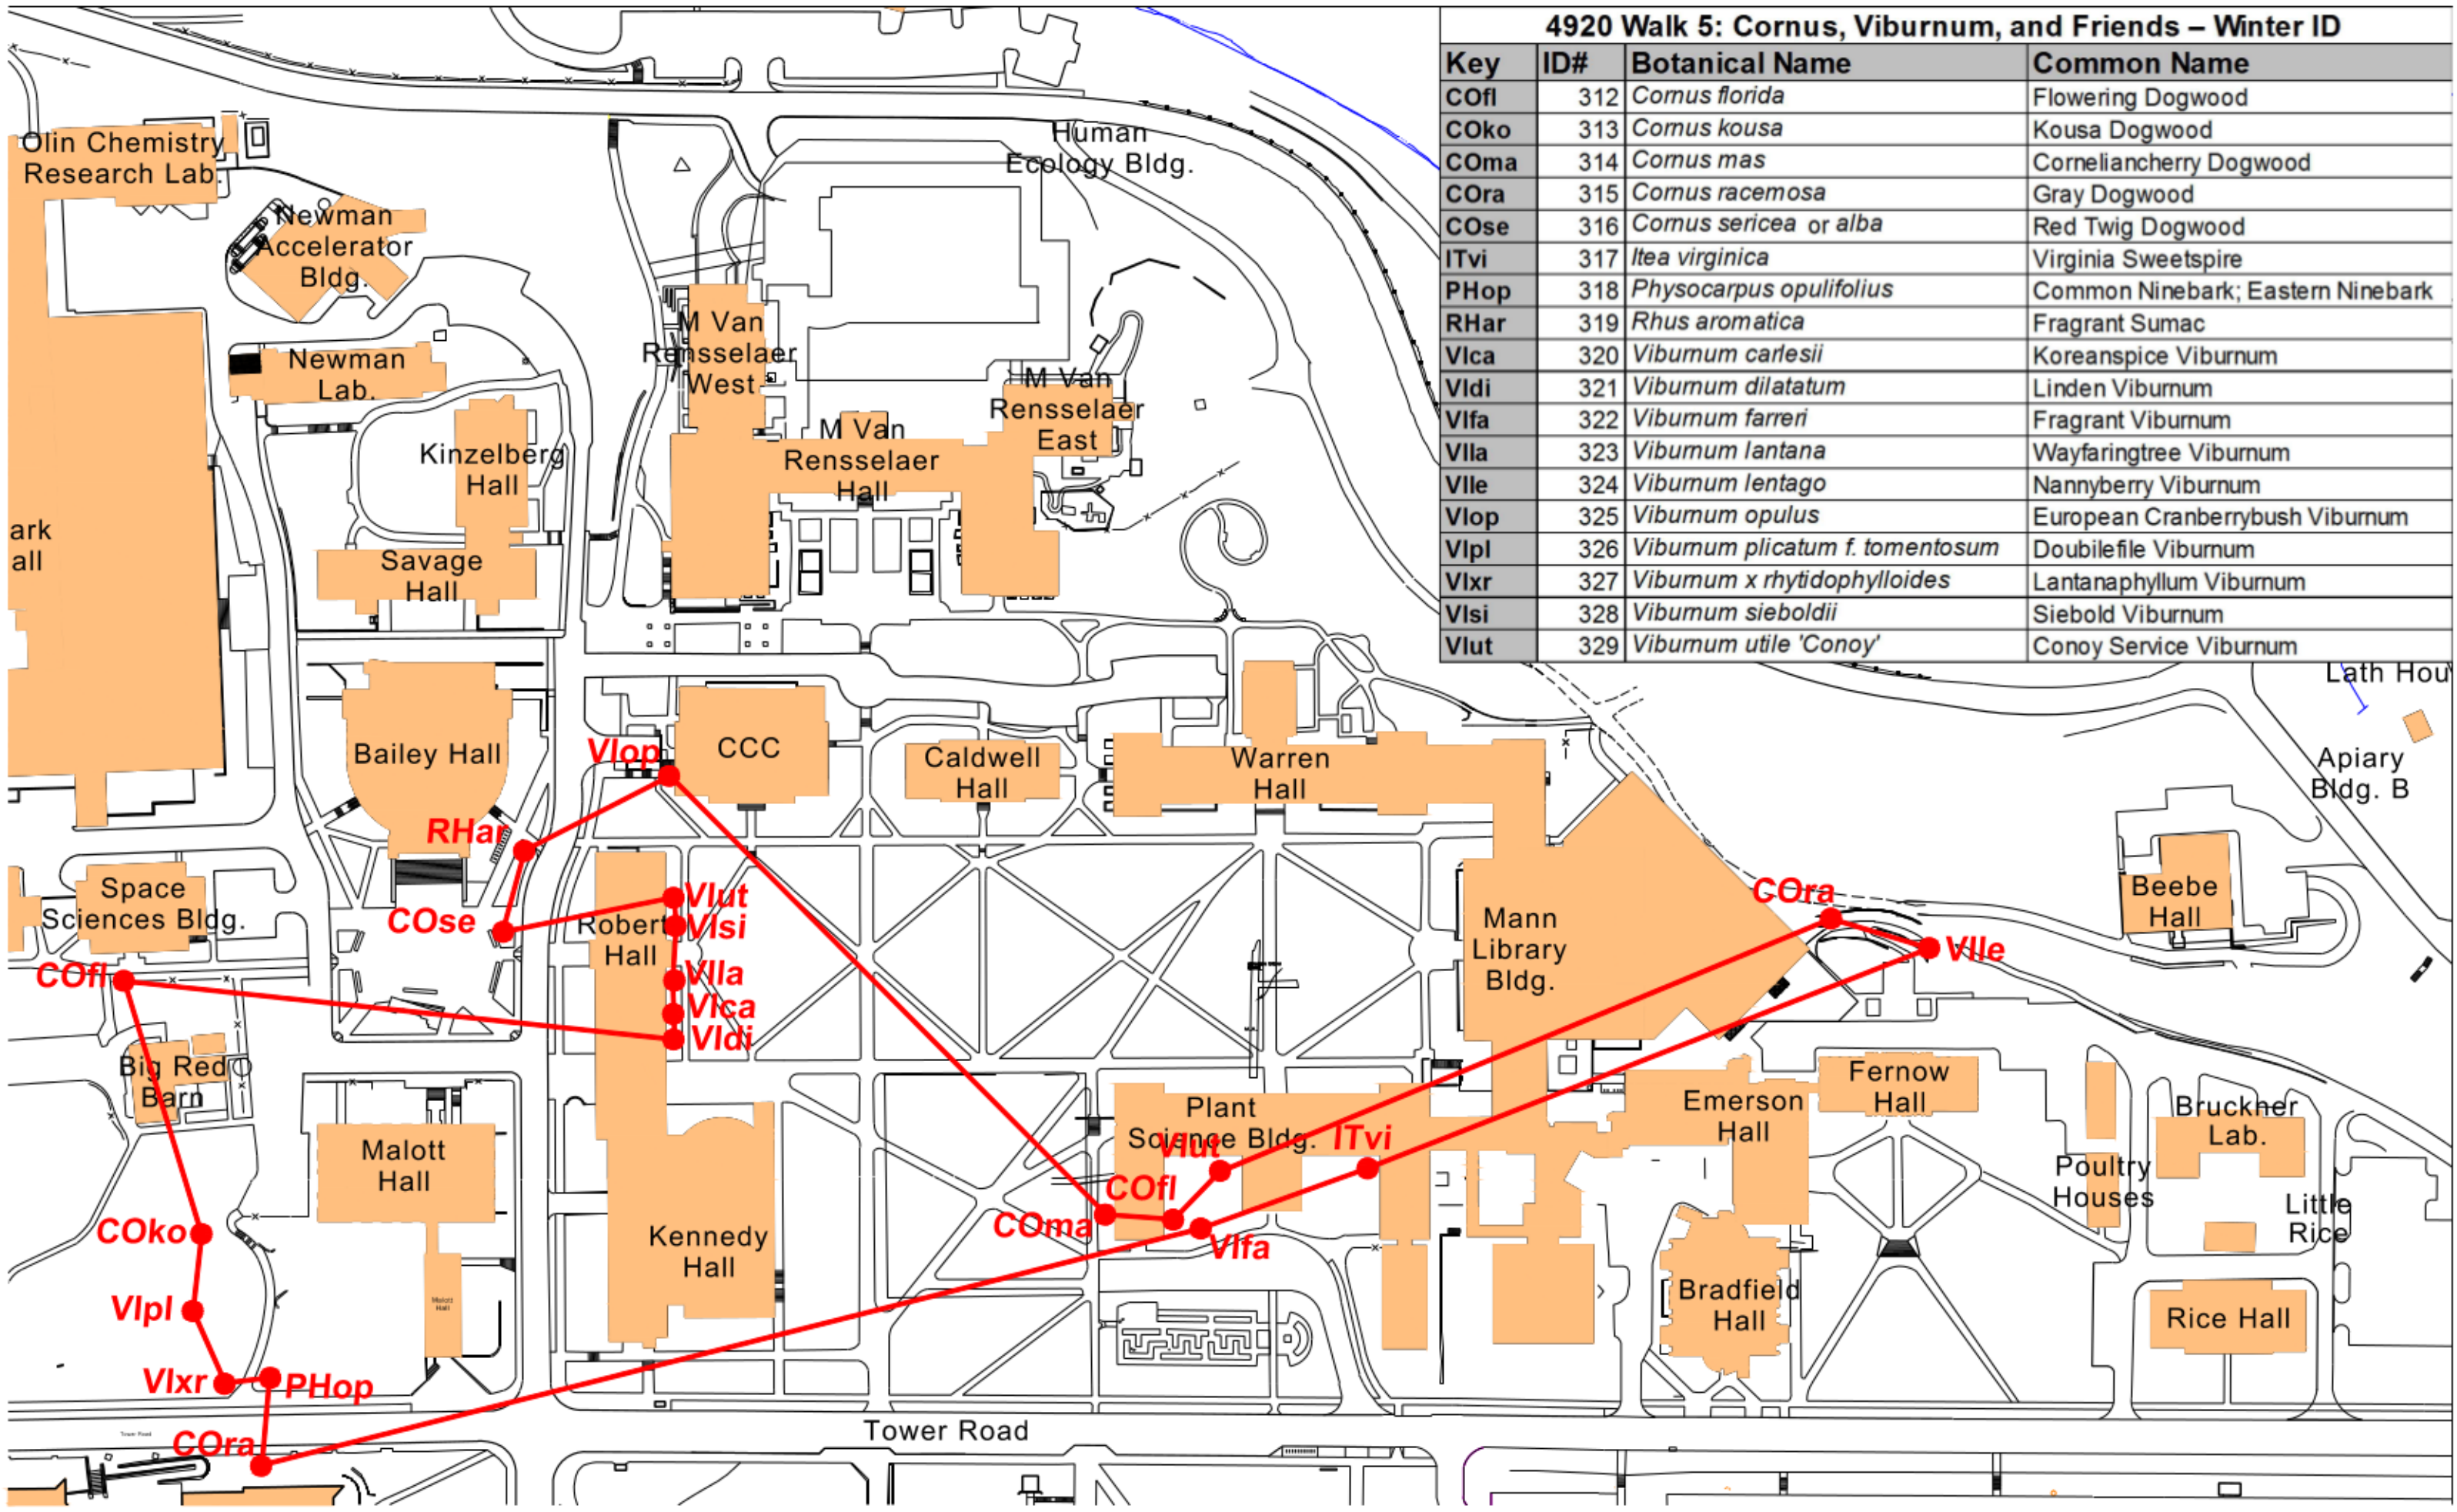 4920 Walk 5: Cornus, Viburnum, and Friends – Winter ID
Key ID# Botanical Name Common Name
COfl 312 Cornus florida Flowering Dogwood
COko 313 Cornus kousa Kousa Dogwood
COma 314 Cornus mas Corneliancherry Dogwood
COra 315 Cornus racemosa Gray Dogwood
COse 316 Cornus sericea or alba Red Twig Dogwood
ITvi 317 Itea virginica Virginia Sweetspire
PHop 318 Physocarpus opulifolius Common Ninebark; Eastern Ninebark
RHar 319 Rhus aromatica Fragrant Sumac
VIca 320 Viburnum carlesii Koreanspice Viburnum
VIdi 321 Viburnum dilatatum Linden Viburnum
VIfa 322 Viburnum farreri Fragrant Viburnum
VIla 323 Viburnum lantana Wayfaringtree Viburnum
VIle 324 Viburnum lentago Nannyberry Viburnum
VIop 325 Viburnum opulus European Cranberrybush Viburnum
VIpl 326 Viburnum plicatum f. tomentosum Doubilefile Viburnum
VIxr 327 Viburnum x rhytidophylloides Lantanaphyllum Viburnum
VIsi 328 Viburnum sieboldii Siebold Viburnum
VIut 329 Viburnum utile 'Conoy' Conoy Service Viburnum
Olin Chemistry
Research Lab.
Human
Ecology Bldg.
Newman
Accelerator
Bldg.
M Van
Rensselaer
West
Newman
Lab.
M Van
Rensselaer
East
Kinzelberg
Hall
M Van
Rensselaer
Hall
ark
all
Savage
Hall
Lath Hou
Bailey Hall
VIop
CCC
Caldwell
Hall
Warren
Hall
Apiary
Bldg. B
RHar
Space
Sciences Bldg.
COse
Robert
Hall
VIut
VIsi
VIla
VIca
VIdi
Mann
Library
Bldg.
COra
VIle
Beebe
Hall
COfl
Big Red
Barn
Malott
Hall
Plant
Science Bldg.
VIut
ITvi
COfl
COma
VIfa
Emerson
Hall
Fernow
Hall
Bruckner
Lab.
Poultry
Houses
Little
Rice
COko
Kennedy
Hall
VIpl
Malott
Hall
Bradfield
Hall
Rice Hall
VIxr
PHop
COra
Tower Road
Tower Road